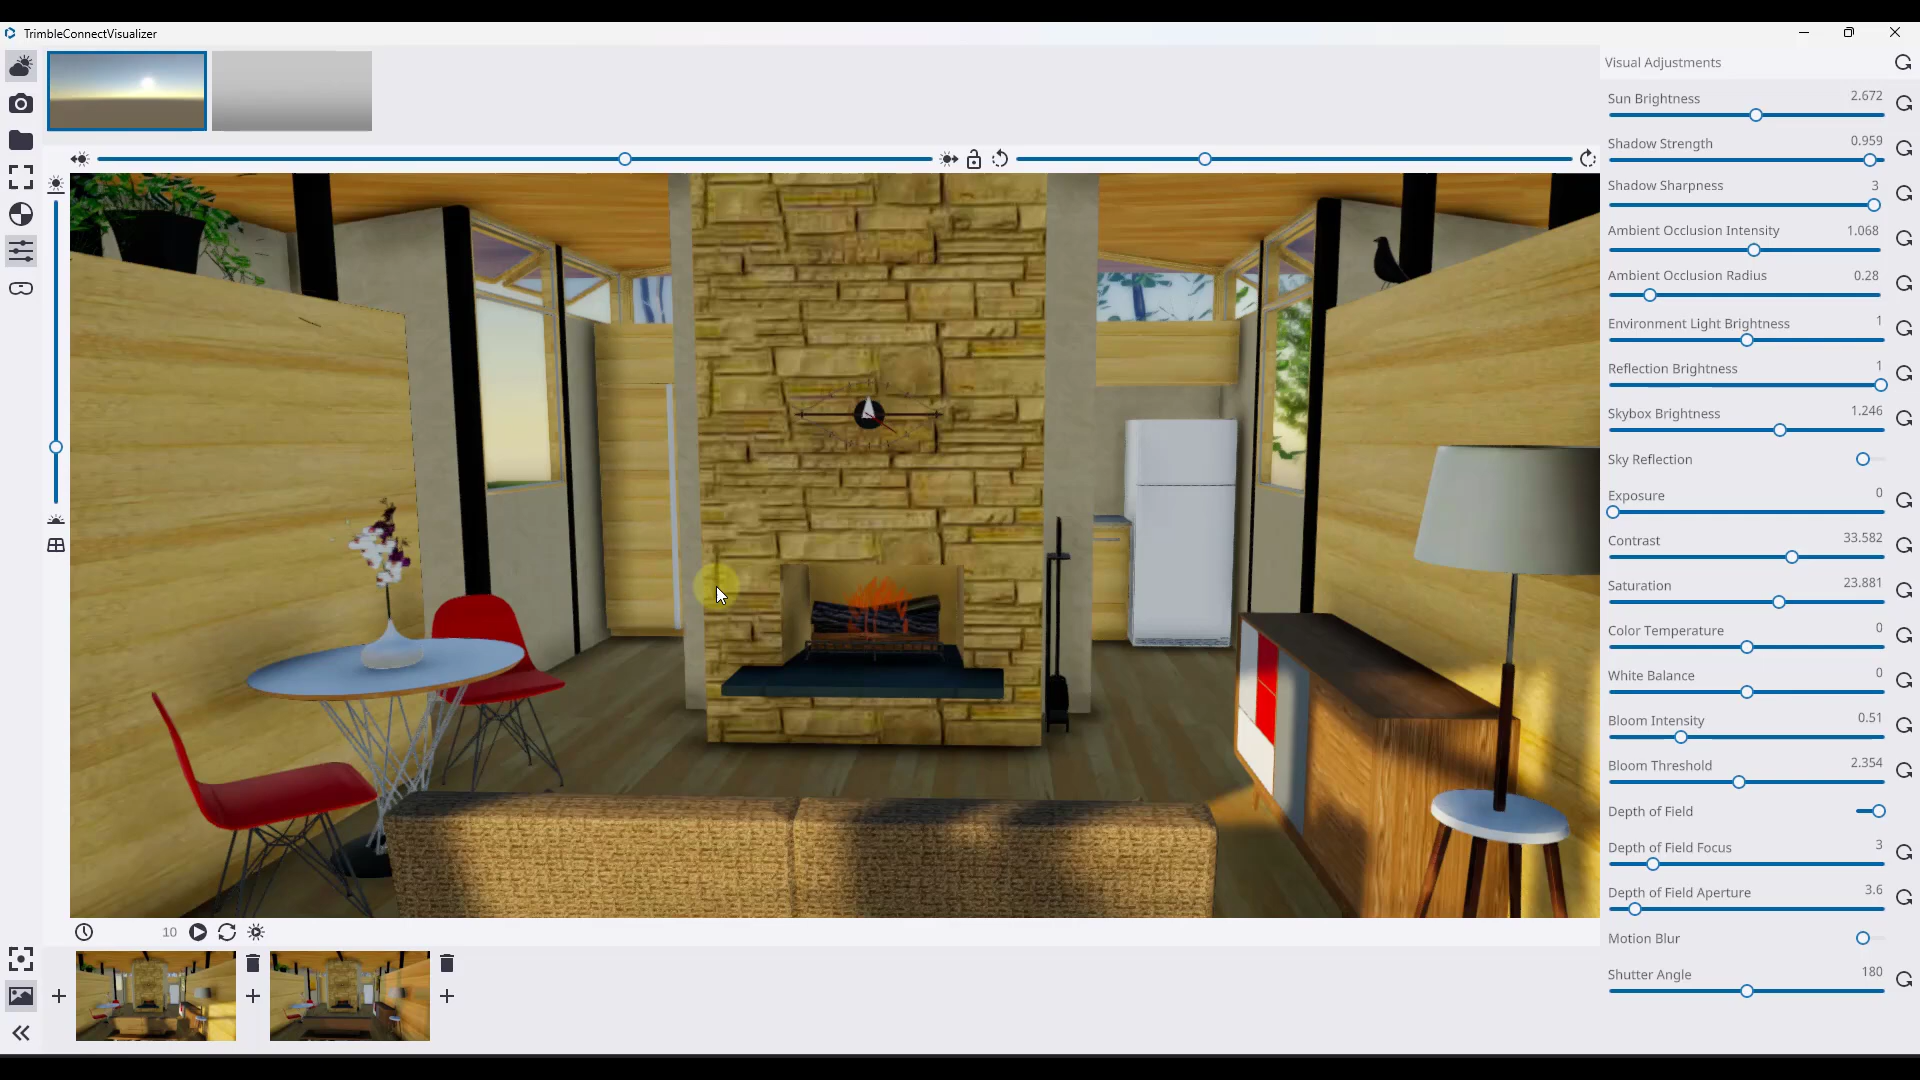 TrimbleConnectVisualizer
Visual Adjustments
Sun Brightness 2.672
Shadow Strength 0.959
Shadow Sharpness 3
Ambient Occlusion Intensity 1.068
Ambient Occlusion Radius 0.28
Environment Light Brightness 1
Reflection Brightness 1
Skybox Brightness 1.246
Sky Reflection
Exposure 0
Contrast 33.582
Saturation 23.881
Color Temperature 0
White Balance 0
Bloom Intensity 0.51
Bloom Threshold 2.354
Depth of Field
Depth of Field Focus 3
Depth of Field Aperture 3.6
Motion Blur
Shutter Angle 180
10